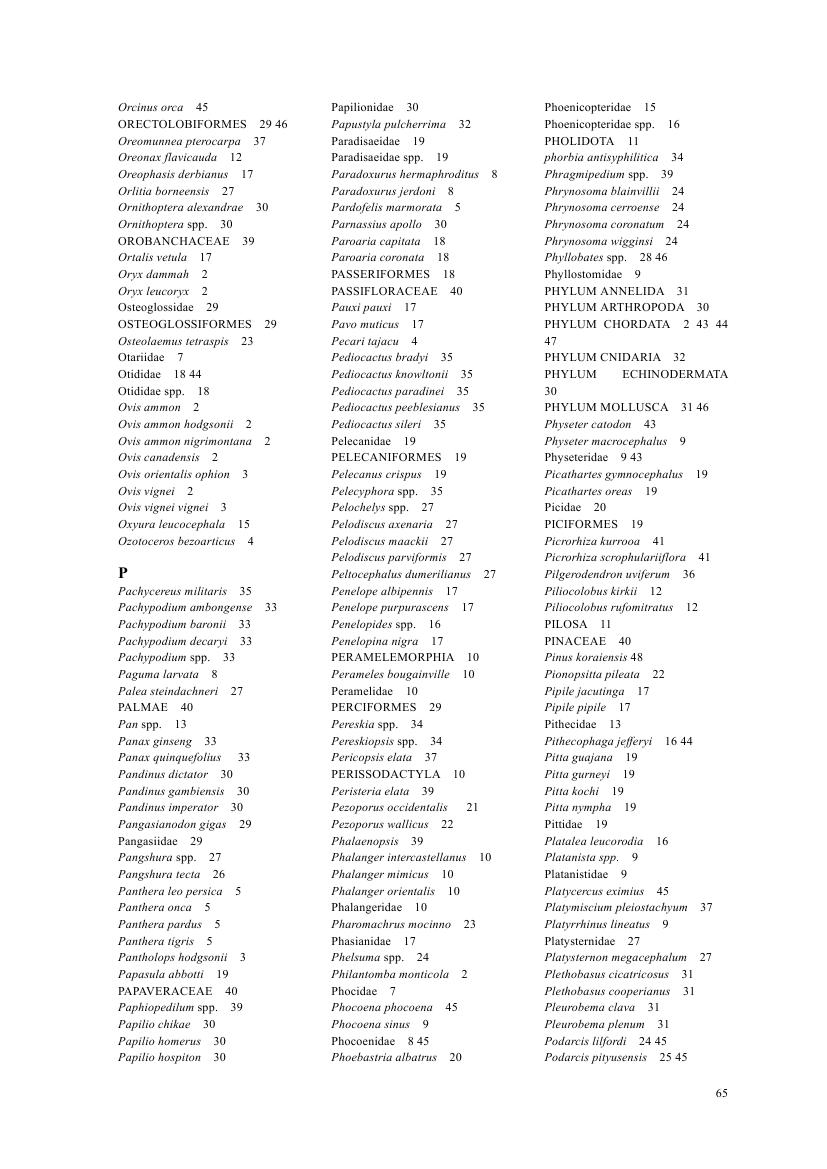 Orcinus orca 45
ORECTOLOBIFORMES 29 46
Oreomunnea pterocarpa 37
Oreonax flavicauda 12
Oreophasis derbianus 17
Orlitia borneensis 27
Ornithoptera alexandrae 30
Ornithoptera spp. 30
OROBANCHACEAE 39
Ortalis vetula 17
Oryx dammah 2
Oryx leucoryx 2
Osteoglossidae 29
OSTEOGLOSSIFORMES 29
Osteolaemus tetraspis 23
Otariidae 7
Otididae 18 44
Otididae spp. 18
Ovis ammon 2
Ovis ammon hodgsonii 2
Ovis ammon nigrimontana 2
Ovis canadensis 2
Ovis orientalis ophion 3
Ovis vignei 2
Ovis vignei vignei 3
Oxyura leucocephala 15
Ozotoceros bezoarticus 4
P
Pachycereus militaris 35
Pachypodium ambongense 33
Pachypodium baronii 33
Pachypodium decaryi 33
Pachypodium spp. 33
Paguma larvata 8
Palea steindachneri 27
PALMAE 40
Pan spp. 13
Panax ginseng 33
Panax quinquefolius 33
Pandinus dictator 30
Pandinus gambiensis 30
Pandinus imperator 30
Pangasianodon gigas 29
Pangasiidae 29
Pangshura spp. 27
Pangshura tecta 26
Panthera leo persica 5
Panthera onca 5
Panthera pardus 5
Panthera tigris 5
Pantholops hodgsonii 3
Papasula abbotti 19
PAPAVERACEAE 40
Paphiopedilum spp. 39
Papilio chikae 30
Papilio homerus 30
Papilio hospiton 30
Papilionidae 30
Papustyla pulcherrima 32
Paradisaeidae 19
Paradisaeidae spp. 19
Paradoxurus hermaphroditus 8
Paradoxurus jerdoni 8
Pardofelis marmorata 5
Parnassius apollo 30
Paroaria capitata 18
Paroaria coronata 18
PASSERIFORMES 18
PASSIFLORACEAE 40
Pauxi pauxi 17
Pavo muticus 17
Pecari tajacu 4
Pediocactus bradyi 35
Pediocactus knowltonii 35
Pediocactus paradinei 35
Pediocactus peeblesianus 35
Pediocactus sileri 35
Pelecanidae 19
PELECANIFORMES 19
Pelecanus crispus 19
Pelecyphora spp. 35
Pelochelys spp. 27
Pelodiscus axenaria 27
Pelodiscus maackii 27
Pelodiscus parviformis 27
Peltocephalus dumerilianus 27
Penelope albipennis 17
Penelope purpurascens 17
Penelopides spp. 16
Penelopina nigra 17
PERAMELEMORPHIA 10
Perameles bougainville 10
Peramelidae 10
PERCIFORMES 29
Pereskia spp. 34
Pereskiopsis spp. 34
Pericopsis elata 37
PERISSODACTYLA 10
Peristeria elata 39
Pezoporus occidentalis 21
Pezoporus wallicus 22
Phalaenopsis 39
Phalanger intercastellanus 10
Phalanger mimicus 10
Phalanger orientalis 10
Phalangeridae 10
Pharomachrus mocinno 23
Phasianidae 17
Phelsuma spp. 24
Philantomba monticola 2
Phocidae 7
Phocoena phocoena 45
Phocoena sinus 9
Phocoenidae 8 45
Phoebastria albatrus 20
Phoenicopteridae 15
Phoenicopteridae spp. 16
PHOLIDOTA 11
phorbia antisyphilitica 34
Phragmipedium spp. 39
Phrynosoma blainvillii 24
Phrynosoma cerroense 24
Phrynosoma coronatum 24
Phrynosoma wigginsi 24
Phyllobates spp. 28 46
Phyllostomidae 9
PHYLUM ANNELIDA 31
PHYLUM ARTHROPODA 30
PHYLUM CHORDATA 2 43 44
47
PHYLUM CNIDARIA 32
PHYLUM ECHINODERMATA
30
PHYLUM MOLLUSCA 31 46
Physeter catodon 43
Physeter macrocephalus 9
Physeteridae 9 43
Picathartes gymnocephalus 19
Picathartes oreas 19
Picidae 20
PICIFORMES 19
Picrorhiza kurrooa 41
Picrorhiza scrophulariiflora 41
Pilgerodendron uviferum 36
Piliocolobus kirkii 12
Piliocolobus rufomitratus 12
PILOSA 11
PINACEAE 40
Pinus koraiensis 48
Pionopsitta pileata 22
Pipile jacutinga 17
Pipile pipile 17
Pithecidae 13
Pithecophaga jefferyi 16 44
Pitta guajana 19
Pitta gurneyi 19
Pitta kochi 19
Pitta nympha 19
Pittidae 19
Platalea leucorodia 16
Platanista spp. 9
Platanistidae 9
Platycercus eximius 45
Platymiscium pleiostachyum 37
Platyrrhinus lineatus 9
Platysternidae 27
Platysternon megacephalum 27
Plethobasus cicatricosus 31
Plethobasus cooperianus 31
Pleurobema clava 31
Pleurobema plenum 31
Podarcis lilfordi 24 45
Podarcis pityusensis 25 45
65